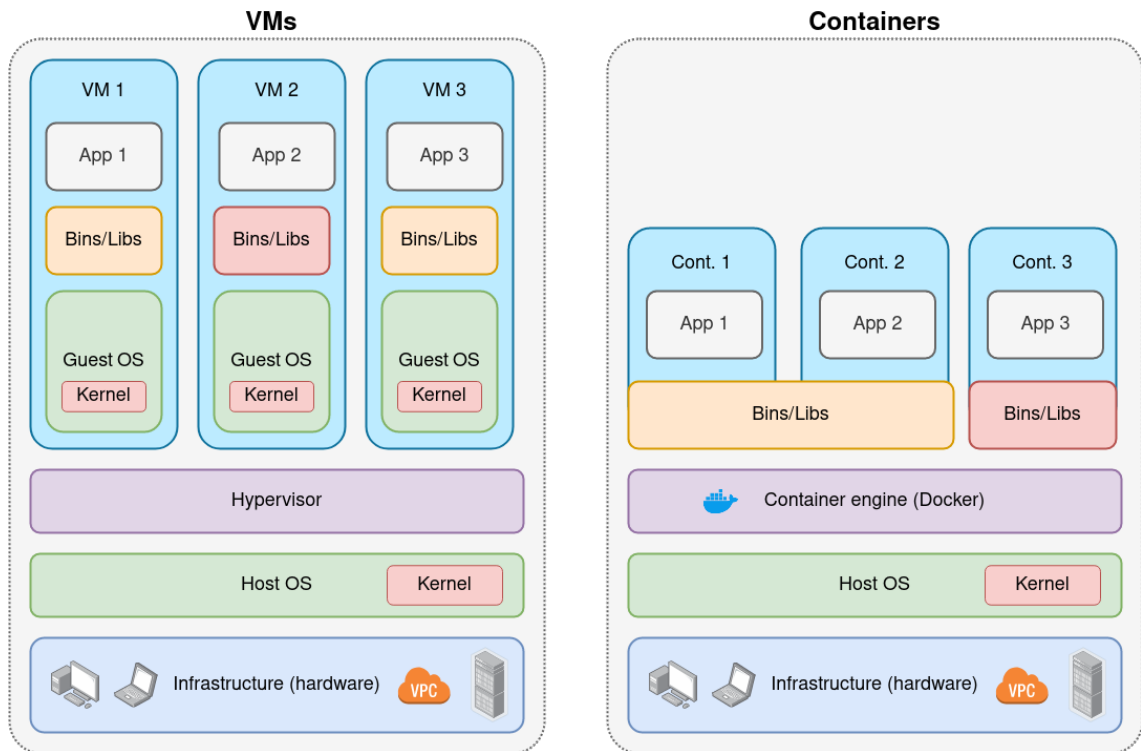 VMs
VM 1
VM 2
VM 3
App 1
App 2
App 3
Bins/Libs
Bins/Libs
Bins/Libs
Guest OS
Guest OS
Guest OS
Kernel
Kernel
Kernel
Hypervisor
Host OS
Kernel
Infrastructure (hardware)
VPC
Containers
Cont. 1
Cont. 2
Cont. 3
App 1
App 2
App 3
Bins/Libs
Bins/Libs
Container engine (Docker)
Host OS
Kernel
Infrastructure (hardware)
VPC